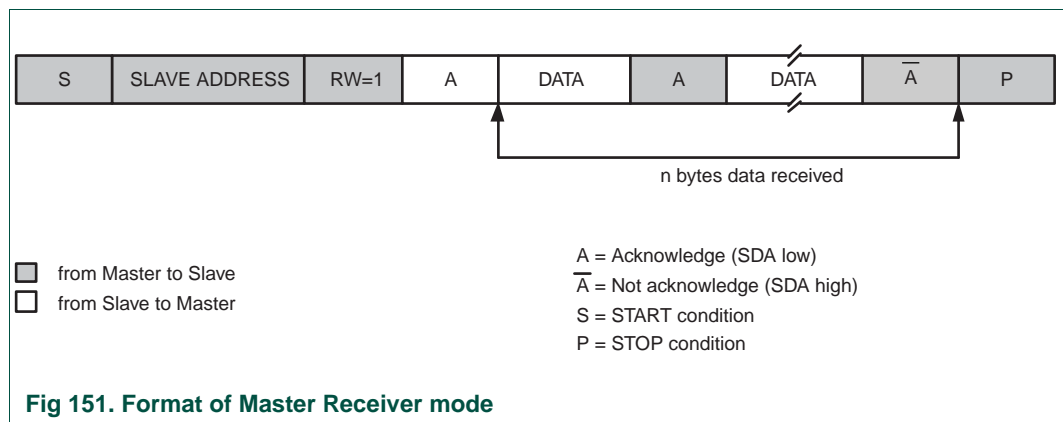 S SLAVE ADDRESS RW=1 A DATA A DATA A̅ P
n bytes data received
from Master to Slave
from Slave to Master
A = Acknowledge (SDA low)
A̅ = Not acknowledge (SDA high)
S = START condition
P = STOP condition
Fig 151. Format of Master Receiver mode